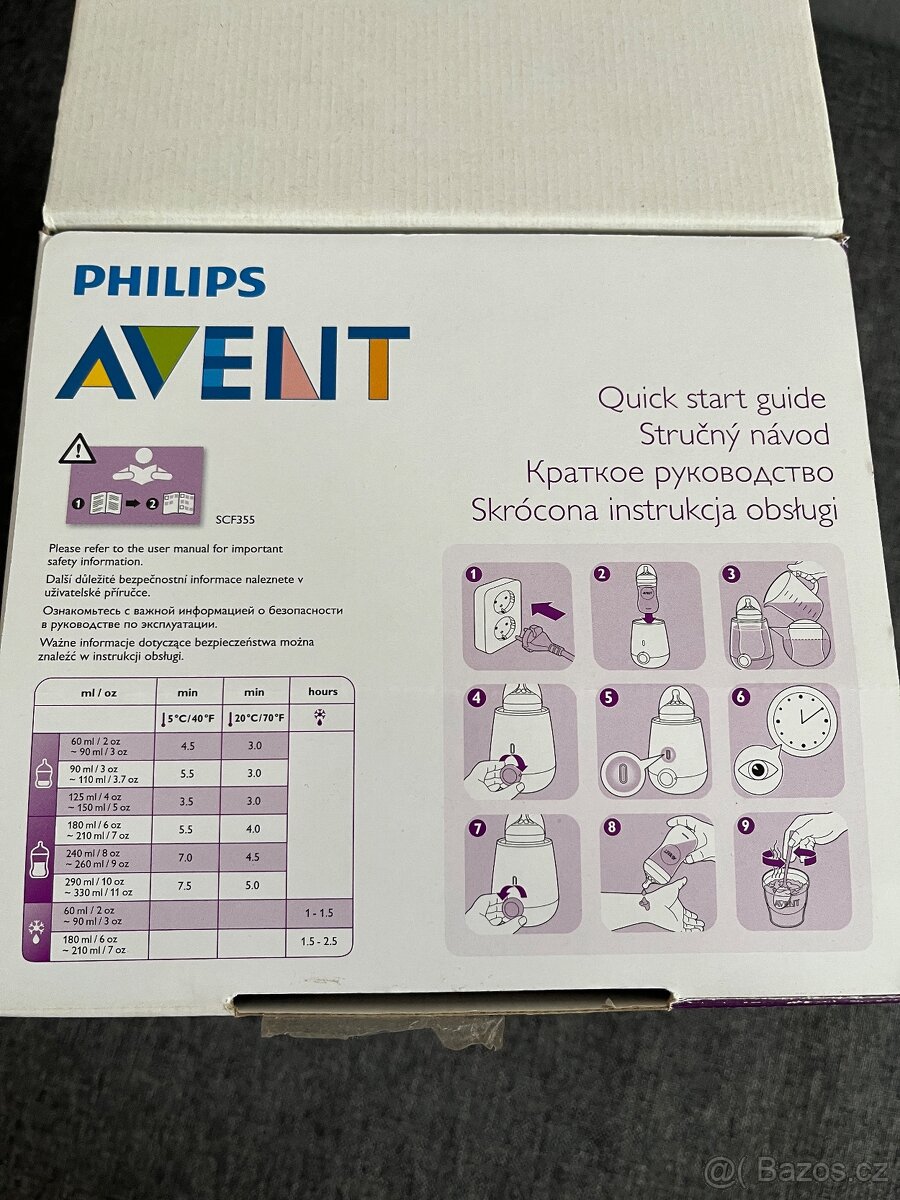 PHILIPS
AVENT
Quick start guide
Stručný návod
Краткое руководство
Skrócona instrukcja obsługi
1 2
SCF355
Please refer to the user manual for important
safety information.
Další důležité bezpečnostní informace naleznete v
uživatelské příručce.
Ознакомьтесь с важной информацией о безопасности
в руководстве по эксплуатации.
Ważne informacje dotyczące bezpieczeństwa można
znaleźć w instrukcji obsługi.
ml / oz min min hours
5°C/40°F 20°C/70°F
60 ml / 2 oz
~ 90 ml / 3 oz 4.5 3.0
90 ml / 3 oz
~ 110 ml / 3.7 oz 5.5 3.0
125 ml / 4 oz
~ 150 ml / 5 oz 3.5 3.0
180 ml / 6 oz
~ 210 ml / 7 oz 5.5 4.0
240 ml / 8 oz
~ 260 ml / 9 oz 7.0 4.5
290 ml / 10 oz
~ 330 ml / 11 oz 7.5 5.0
60 ml / 2 oz
~ 90 ml / 3 oz 1 - 1.5
180 ml / 6 oz
~ 210 ml / 7 oz 1.5 - 2.5
1 2 3
4 5 6
7 8 9
AVENT
AVENT
AVENT
@( Bazos.cz